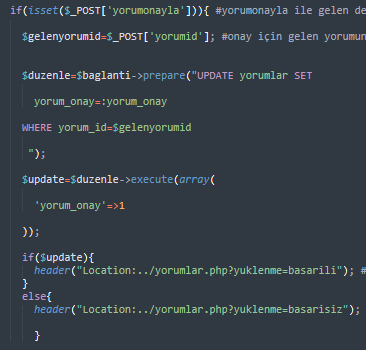 if(isset($_POST['yorumonayla'])){ #yorumonayla ile gelen de
$gelenyorumid=$_POST['yorumid']; #onay için gelen yorumun
$duzenle=$baglanti->prepare("UPDATE yorumlar SET
yorum_onay=:yorum_onay
WHERE yorum_id=$gelenyorumid
");
$update=$duzenle->execute(array(
'yorum_onay'=>1
));
if($update){
header("Location:../yorumlar.php?yuklenme=basarili"); #
}
else{
header("Location:../yorumlar.php?yuklenme=basarisiz");
}